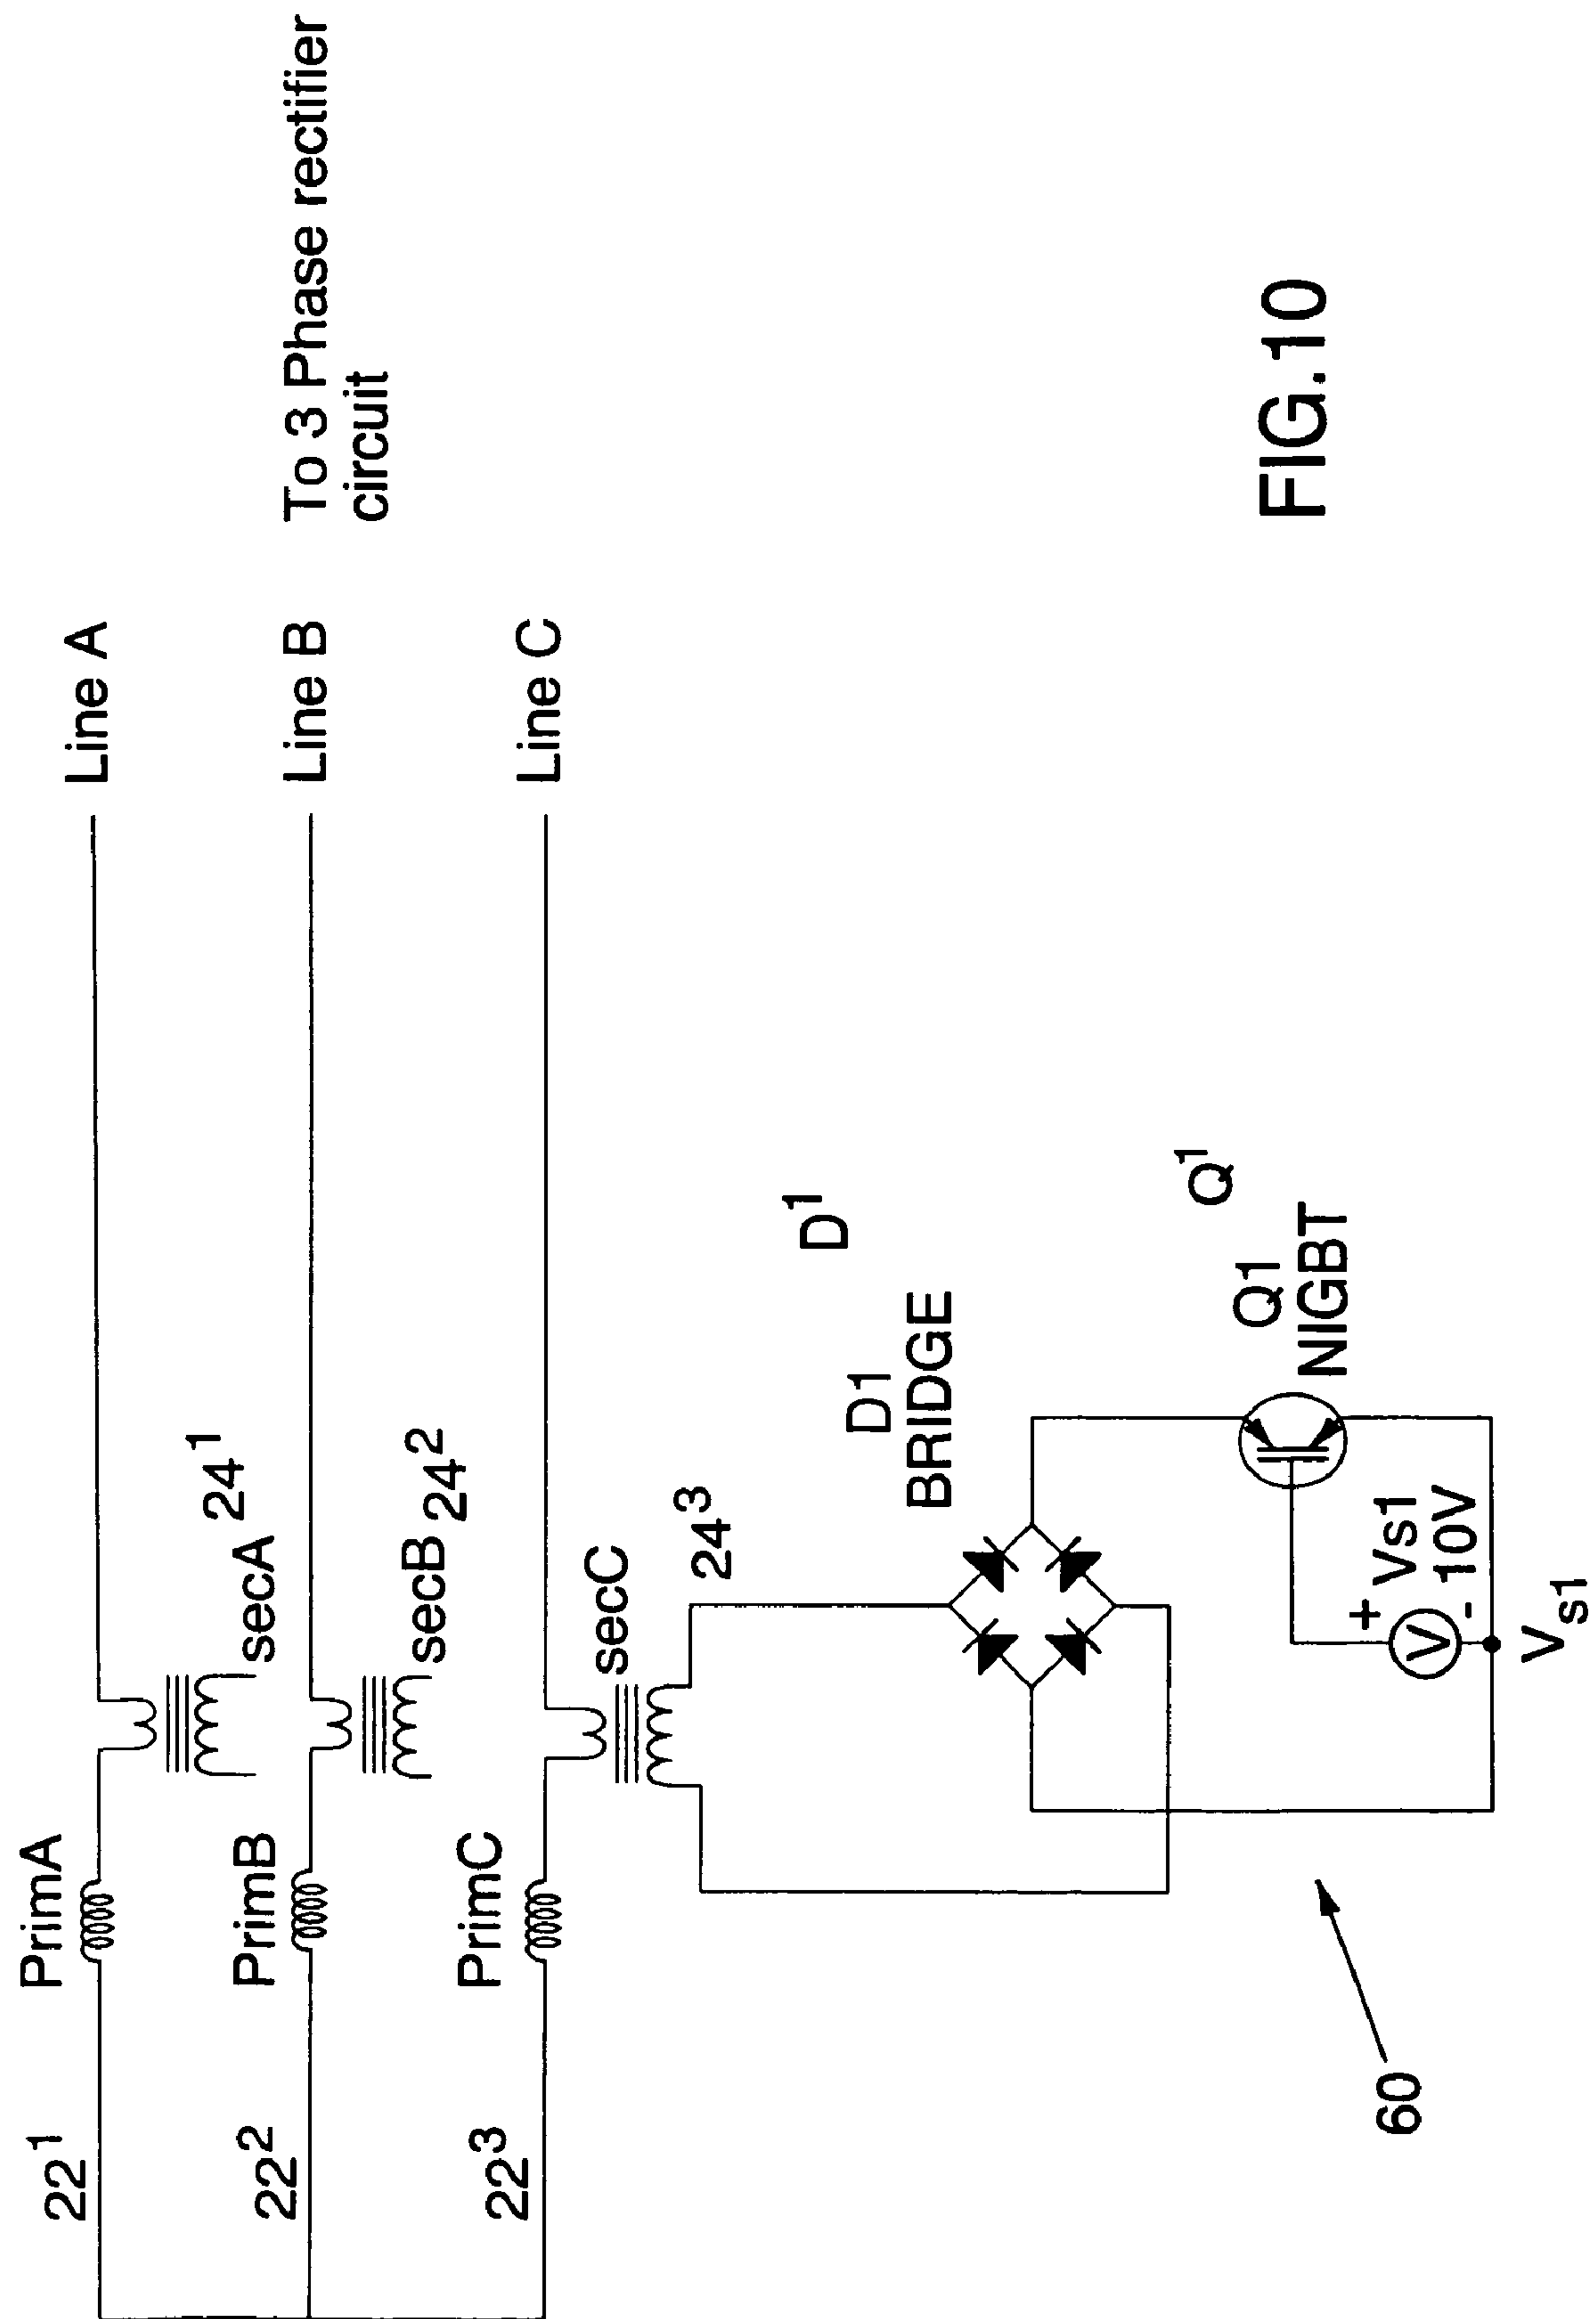 22¹
PrimA
24¹
secA
Line A
22²
PrimB
24²
secB
Line B
To 3 Phase rectifier
circuit
22³
PrimC
secC
24³
Line C
D¹
D1
BRIDGE
Q¹
Q1
NIGBT
+
Vs1
-
10V
V
Vs1
60
FIG.10